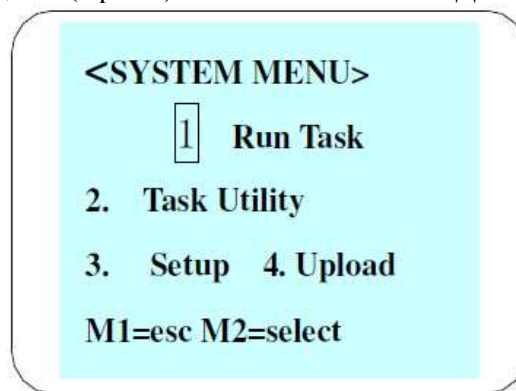 <SYSTEM MENU>
1 Run Task
2. Task Utility
3. Setup 4. Upload
M1=esc M2=select